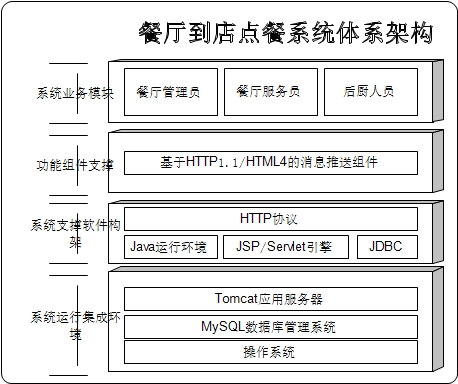 餐厅到店点餐系统体系架构
系统业务模块
餐厅管理员
餐厅服务员
后厨人员
功能组件支撑
基于HTTP1.1/HTML4的消息推送组件
系统支撑软件构
架
HTTP协议
Java运行环境
JSP/Servlet引擎
JDBC
系统运行集成环
境
Tomcat应用服务器
MySQL数据库管理系统
操作系统